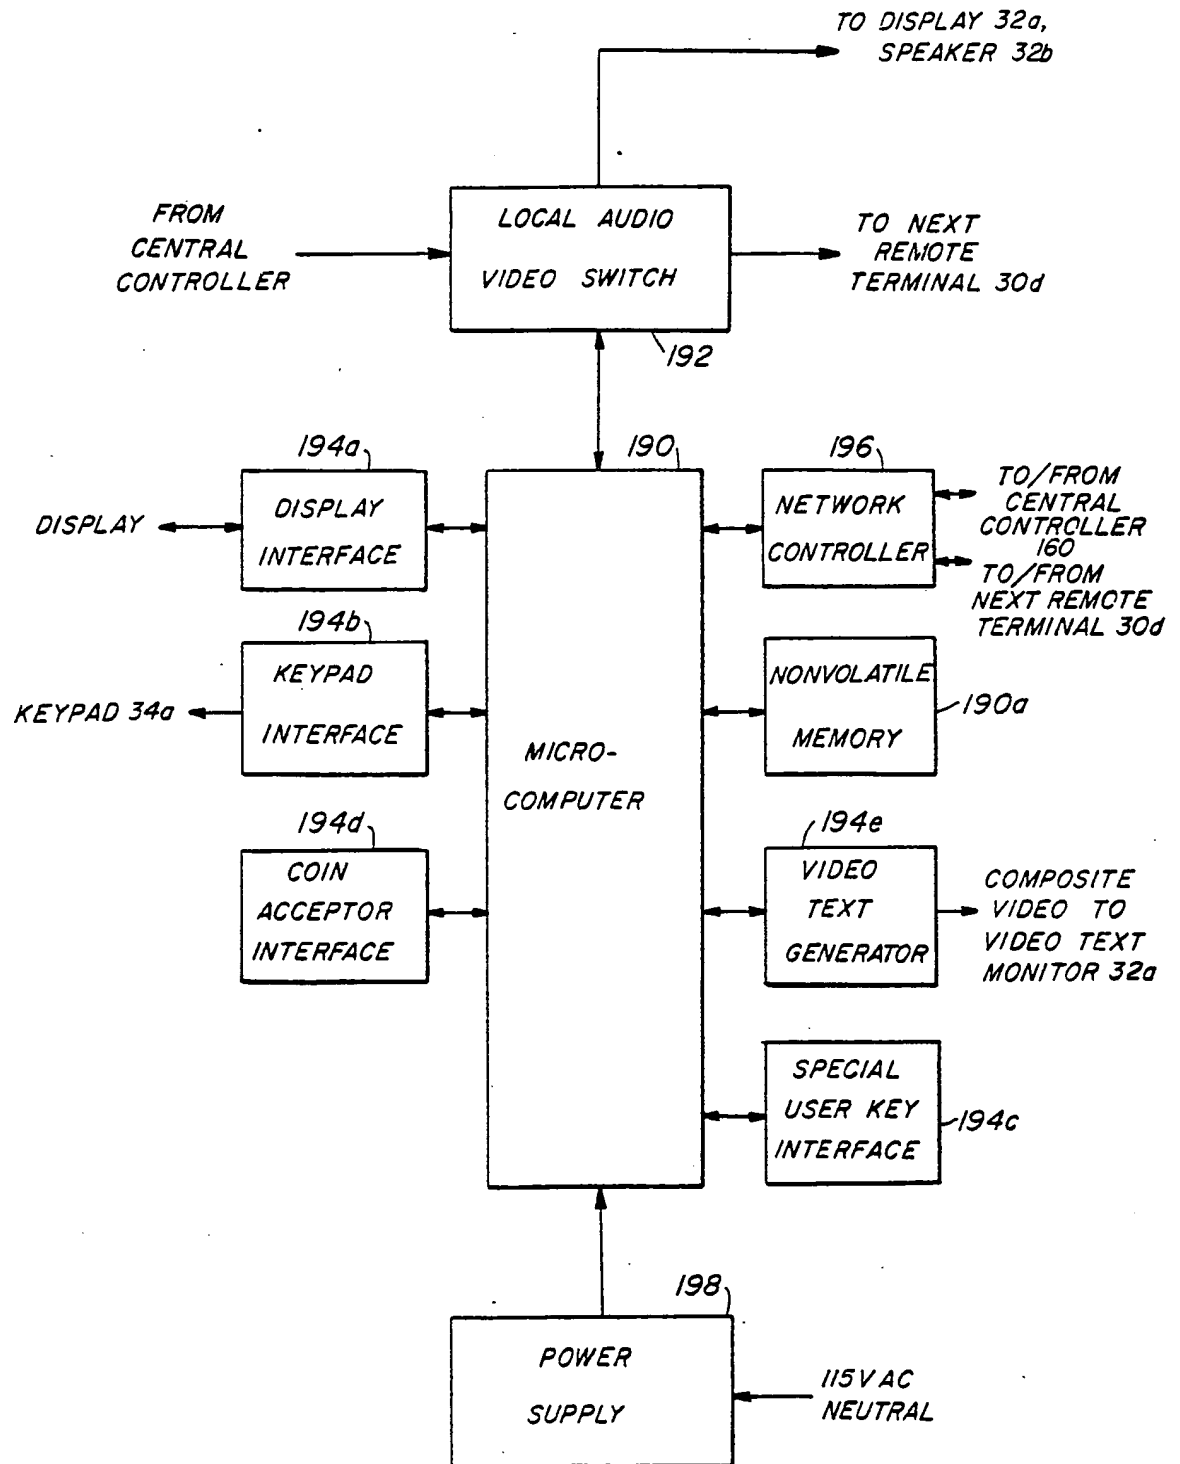 TO DISPLAY 32a,
SPEAKER 32b
FROM
CENTRAL
CONTROLLER
LOCAL AUDIO
VIDEO SWITCH
192
TO NEXT
REMOTE
TERMINAL 30d
194a
DISPLAY
DISPLAY
INTERFACE
194b
KEYPAD 34a
KEYPAD
INTERFACE
194d
COIN
ACCEPTOR
INTERFACE
190
MICRO-
COMPUTER
196
NETWORK
CONTROLLER
TO/FROM
CENTRAL
CONTROLLER
160
TO/FROM
NEXT REMOTE
TERMINAL 30d
NONVOLATILE
MEMORY
190a
194e
VIDEO
TEXT
GENERATOR
COMPOSITE
VIDEO TO
VIDEO TEXT
MONITOR 32a
SPECIAL
USER KEY
INTERFACE
194c
198
POWER
SUPPLY
115VAC
NEUTRAL